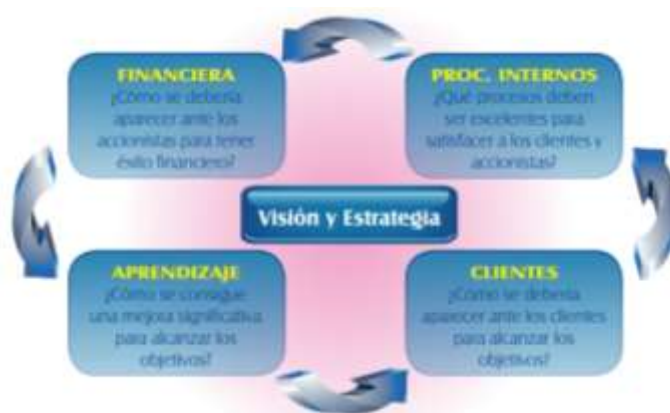 FINANCIERA
¿Cómo se debería
aparecer ante los
accionistas para tener
éxito financiero?
PROC. INTERNOS
¿Qué procesos deben
ser excelentes para
satisfacer a los clientes y
accionistas?
Visión y Estrategia
APRENDIZAJE
¿Cómo se consigue
una mejora significativa
para alcanzar los
objetivos?
CLIENTES
¿Cómo se debería
aparecer ante los clientes
para alcanzar los
objetivos?